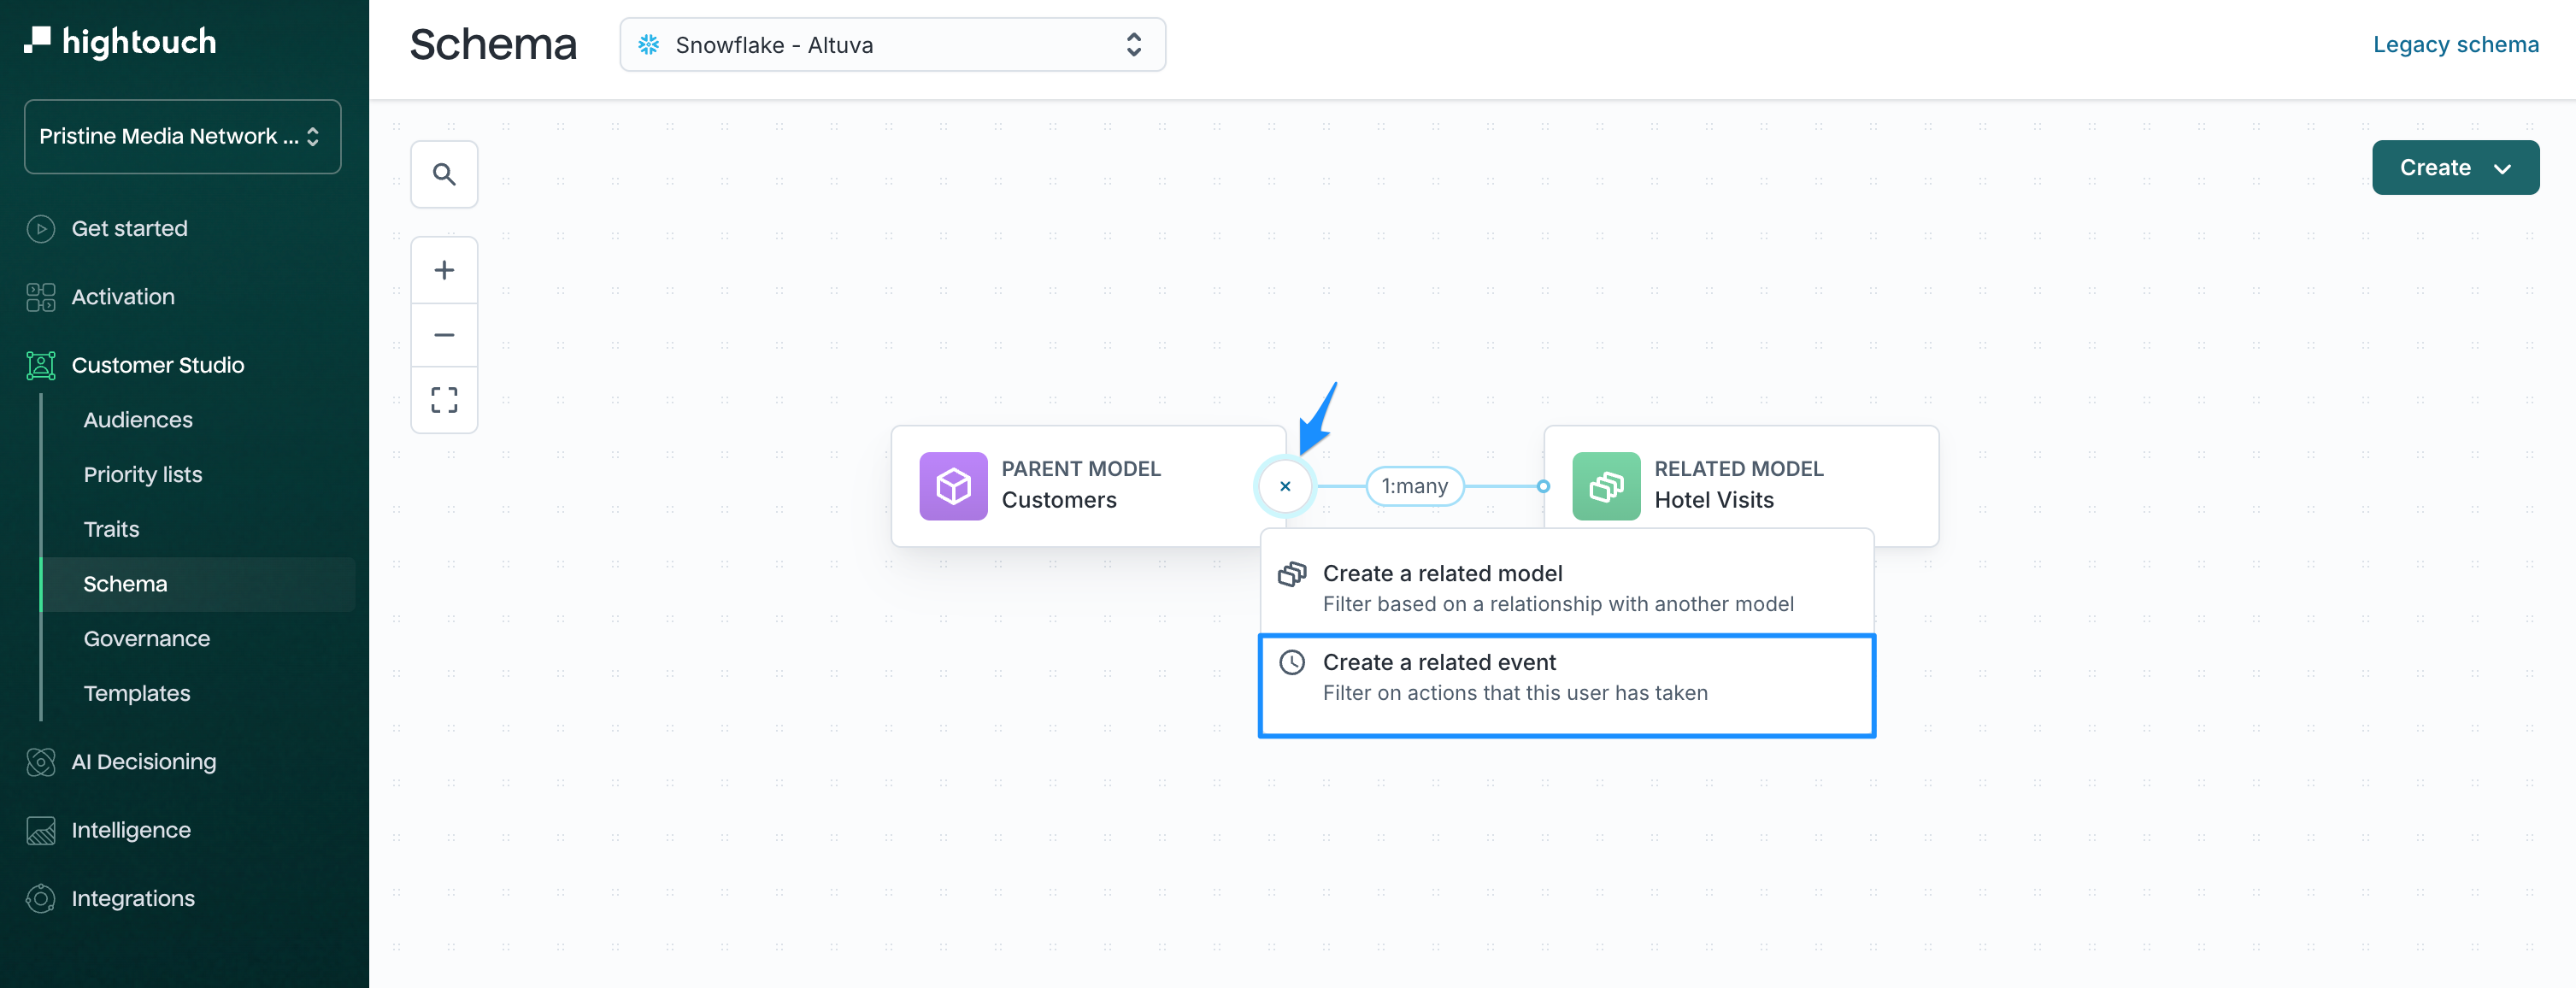 hightouch
Pristine Media Network ...
Get started
Activation
Customer Studio
Audiences
Priority lists
Traits
Schema
Governance
Templates
AI Decisioning
Intelligence
Integrations
Schema
Snowflake - Altuva
Legacy schema
Create
PARENT MODEL
Customers
1:many
RELATED MODEL
Hotel Visits
Create a related model
Filter based on a relationship with another model
Create a related event
Filter on actions that this user has taken